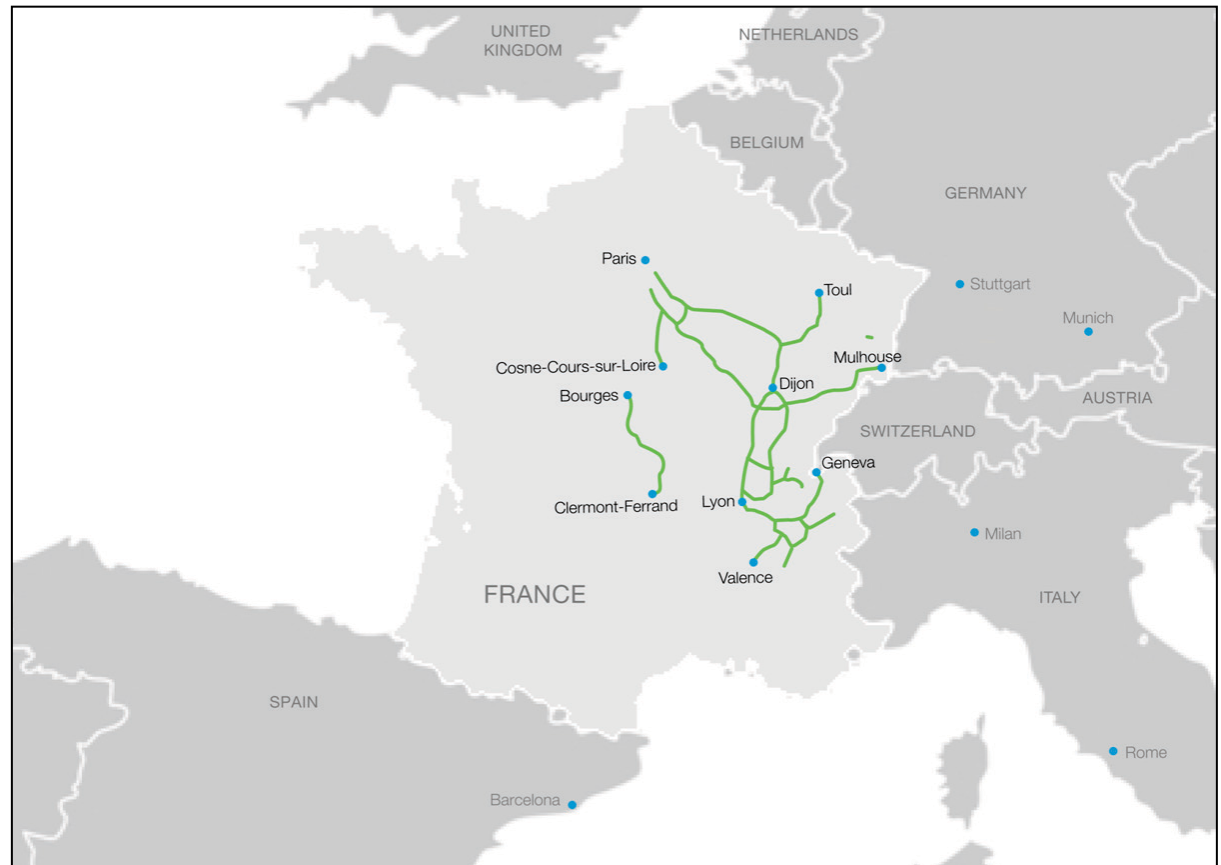 UNITED
KINGDOM
NETHERLANDS
BELGIUM
GERMANY
Paris
Toul
Stuttgart
Munich
Mulhouse
Cosne-Cours-sur-Loire
Dijon
Bourges
AUSTRIA
SWITZERLAND
Geneva
Lyon
Clermont-Ferrand
Milan
Valence
FRANCE
ITALY
SPAIN
Rome
Barcelona